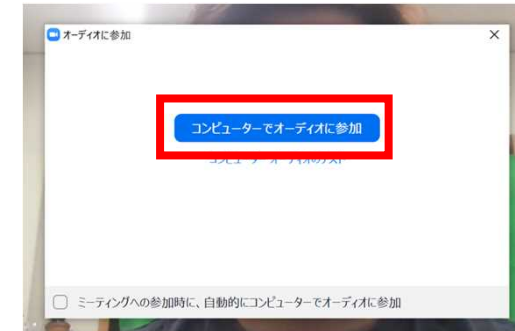 オーディオに参加
コンピューターでオーディオに参加
ミーティングへの参加時に、自動的にコンピューターでオーディオに参加